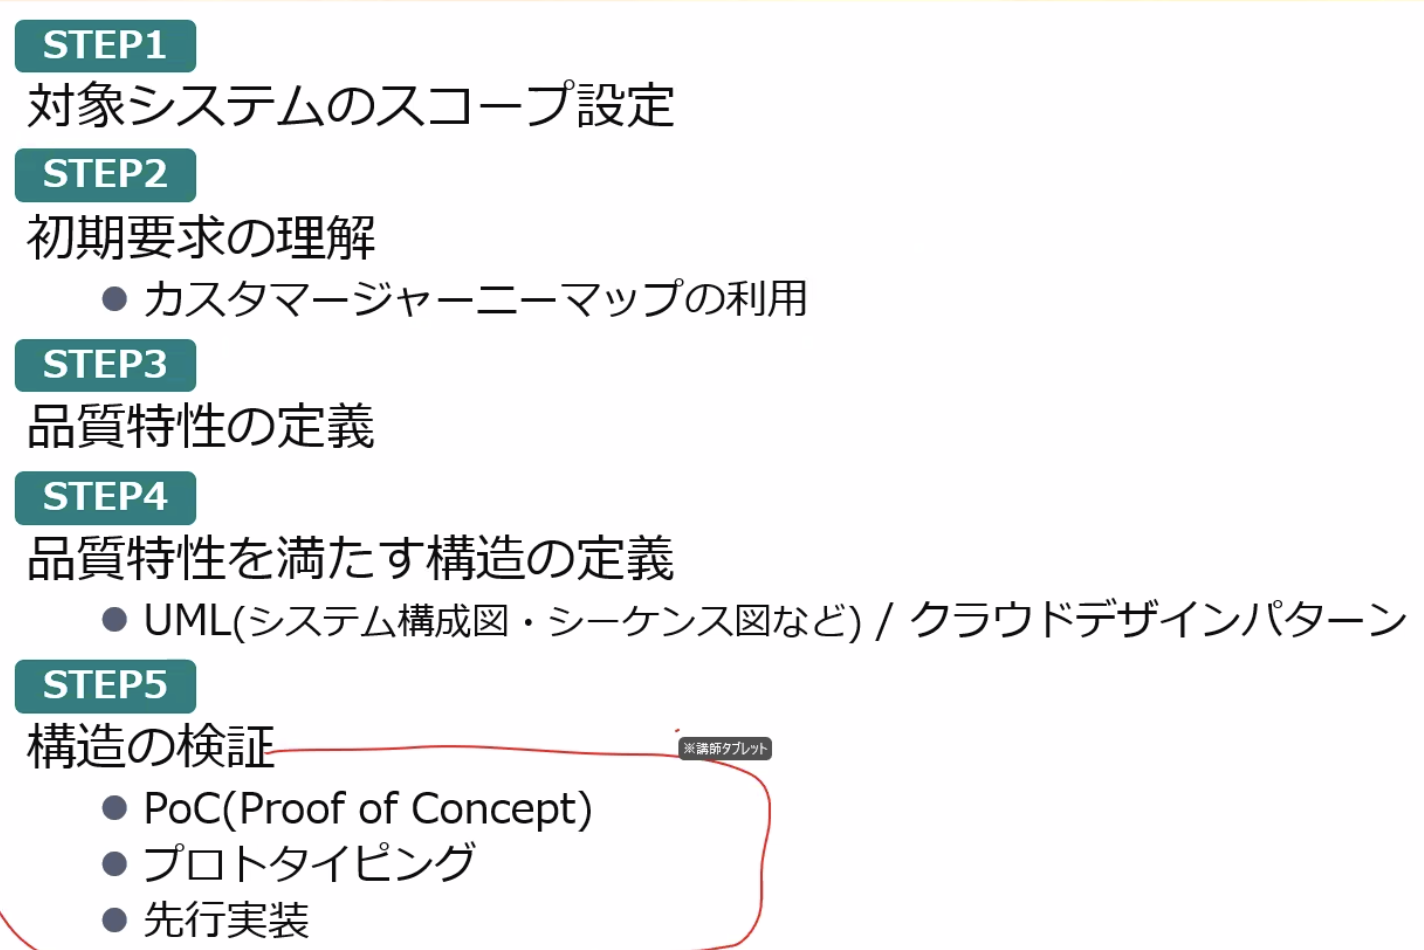 STEP1
対象システムのスコープ設定
STEP2
初期要求の理解
● カスタマージャーニーマップの利用
STEP3
品質特性の定義
STEP4
品質特性を満たす構造の定義
● UML(システム構成図・シーケンス図など) / クラウドデザインパターン
STEP5
構造の検証
※講師タブレット
● PoC(Proof of Concept)
● プロトタイピング
● 先行実装